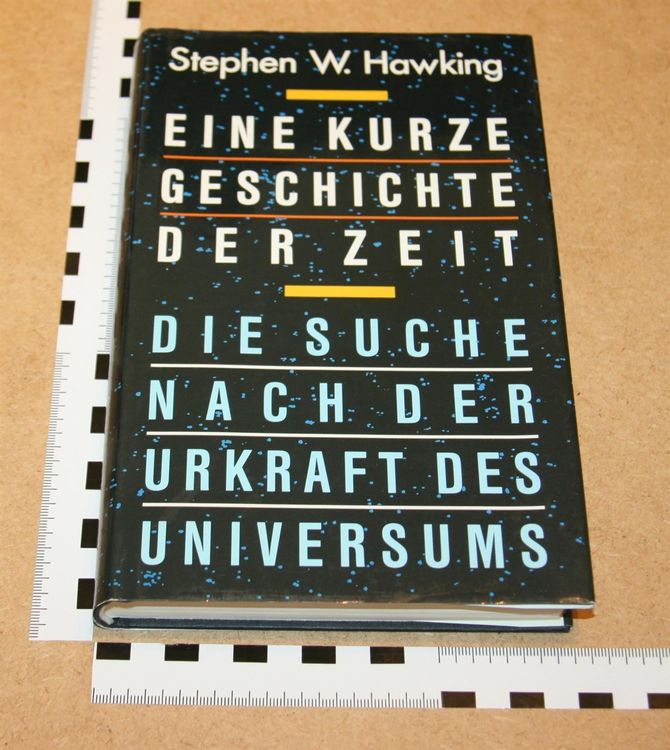 Stephen W. Hawking
EINE KURZE
GESCHICHTE
DER ZEIT
DIE SUCHE
NACH DER
URKRAFT DES
UNIVERSUMS